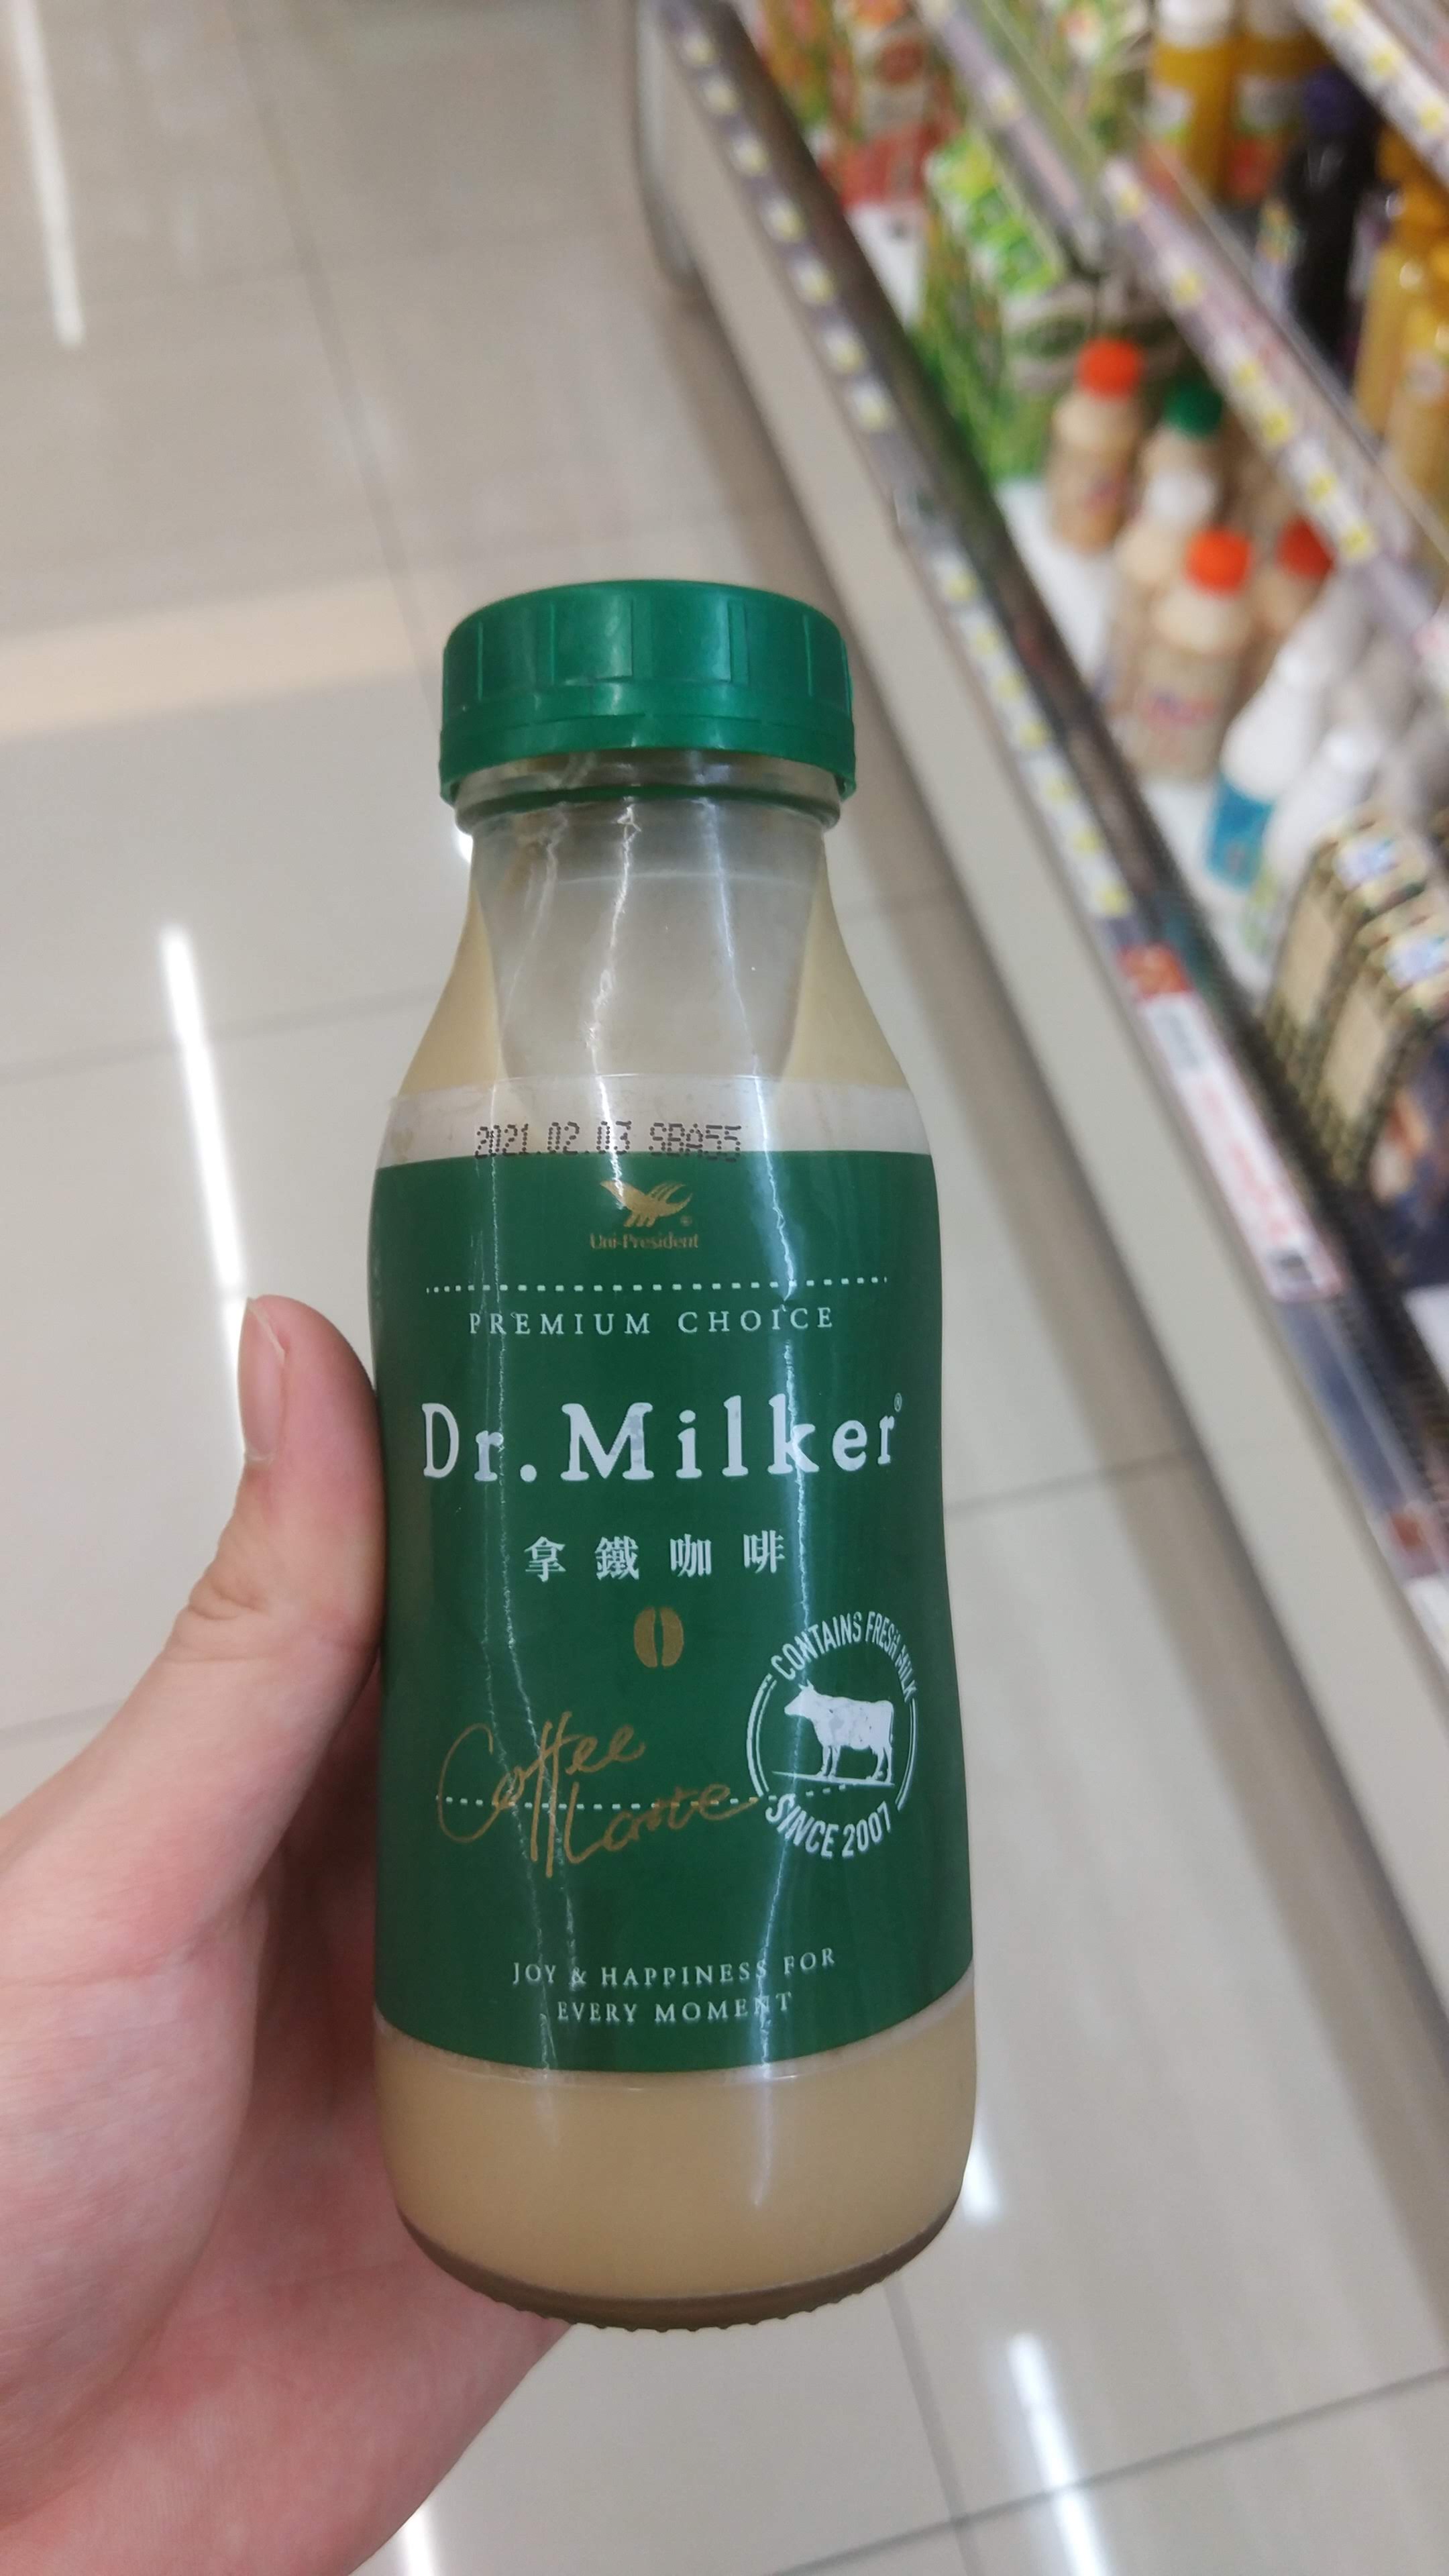 2021.02.03 SBA55
Uni-President
PREMIUM CHOICE
Dr.Milker®
拿鐵咖啡
CONTAINS FRESH MILK
SINCE 2007
Coffee
Latte
JOY & HAPPINESS FOR
EVERY MOMENT